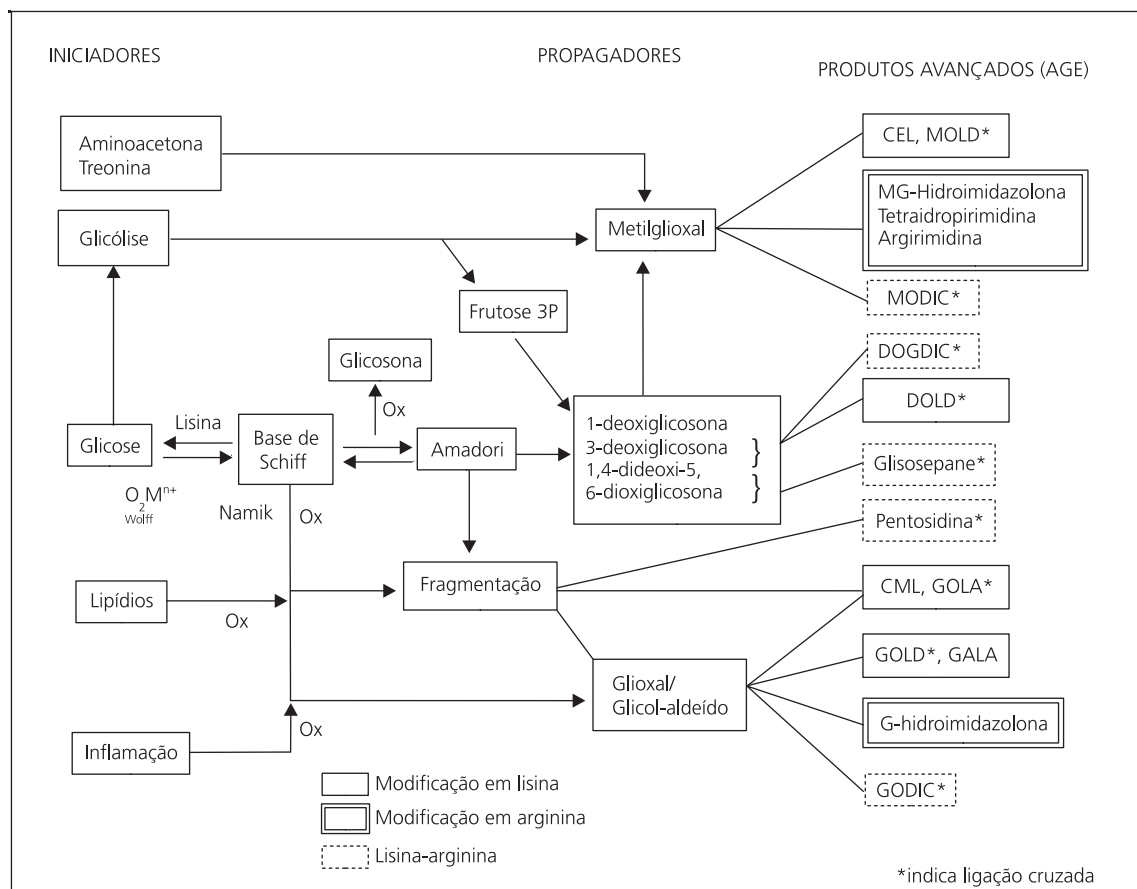 INICIADORES
PROPAGADORES
PRODUTOS AVANÇADOS (AGE)
Aminoacetona
Treonina
CEL, MOLD*
MG-Hidroimidazolona
Tetraidropirimidina
Argirimidina
Glicólise
Metilglioxal
MODIC*
Frutose 3P
DOGDIC*
Glicosona
Ox
DOLD*
Lisina
Glicose
Base de
Schiff
Amadori
1-deoxiglicosona
3-deoxiglicosona }
1,4-dideoxi-5,
6-dioxiglicosona }
Glisosepane*
O2Mn+
Wolff
Namik
Ox
Pentosidina*
Lipídios
Ox
Fragmentação
CML, GOLA*
GOLD*, GALA
Glioxal/
Glicol-aldeído
G-hidroimidazolona
Inflamação
Ox
GODIC*
Modificação em lisina
Modificação em arginina
Lisina-arginina
*indica ligação cruzada